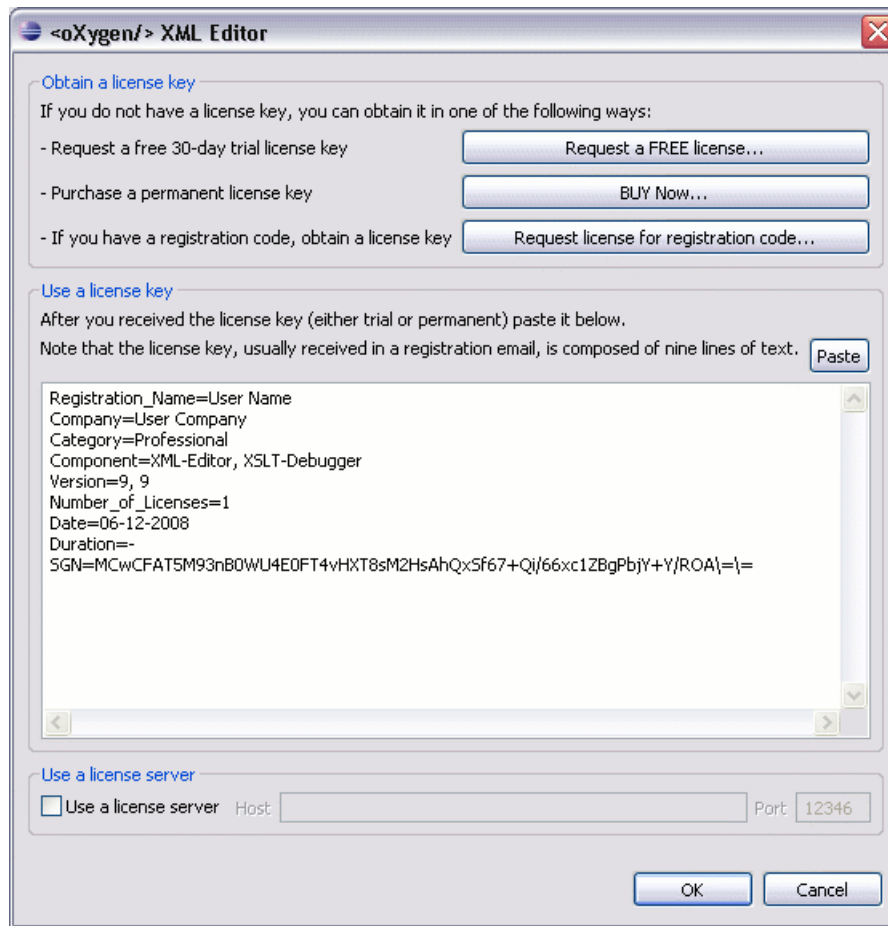 <oXygen/> XML Editor
Obtain a license key
If you do not have a license key, you can obtain it in one of the following ways:
- Request a free 30-day trial license key Request a FREE license...
- Purchase a permanent license key BUY Now...
- If you have a registration code, obtain a license key Request license for registration code...
Use a license key
After you received the license key (either trial or permanent) paste it below.
Note that the license key, usually received in a registration email, is composed of nine lines of text. Paste
Registration_Name=User Name
Company=User Company
Category=Professional
Component=XML-Editor, XSLT-Debugger
Version=9, 9
Number_of_Licenses=1
Date=06-12-2008
Duration=-
SGN=MCwCFAT5M93nB0WU4E0FT4vHXT8sM2HsAhQxSf67+Qi/66xc1ZBgPbjY+Y/ROA\=\=
Use a license server
Use a license server Host Port 12346
OK Cancel